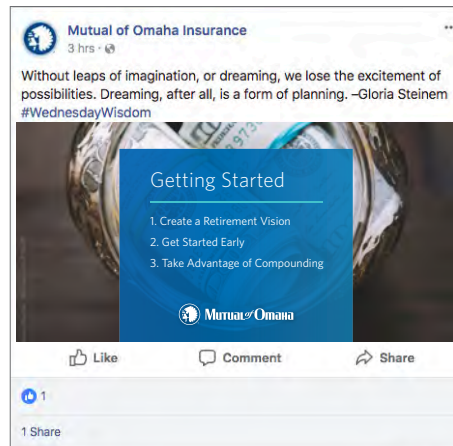 Mutual of Omaha Insurance
3 hrs ·
Without leaps of imagination, or dreaming, we lose the excitement of
possibilities. Dreaming, after all, is a form of planning. –Gloria Steinem
#WednesdayWisdom
Getting Started
1. Create a Retirement Vision
2. Get Started Early
3. Take Advantage of Compounding
Mutual of Omaha
Like Comment Share
1
1 Share